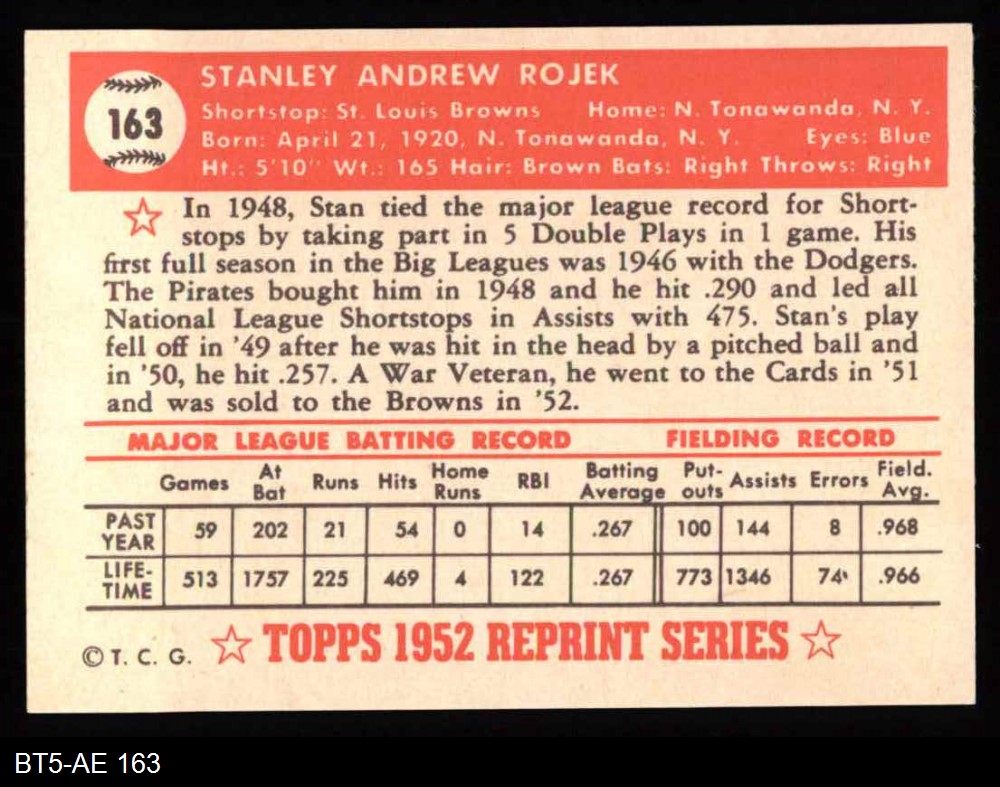 163
STANLEY ANDREW ROJEK
Shortstop: St. Louis Browns Home: N. Tonawanda, N. Y.
Born: April 21, 1920, N. Tonawanda, N. Y. Eyes: Blue
Ht.: 5'10" Wt.: 165 Hair: Brown Bats: Right Throws: Right
In 1948, Stan tied the major league record for Short-
stops by taking part in 5 Double Plays in 1 game. His
first full season in the Big Leagues was 1946 with the Dodgers.
The Pirates bought him in 1948 and he hit .290 and led all
National League Shortstops in Assists with 475. Stan's play
fell off in '49 after he was hit in the head by a pitched ball and
in '50, he hit .257. A War Veteran, he went to the Cards in '51
and was sold to the Browns in '52.
MAJOR LEAGUE BATTING RECORD FIELDING RECORD
Games At Bat Runs Hits Home Runs RBI Batting Average Put-outs Assists Errors Field. Avg.
PAST YEAR 59 202 21 54 0 14 .267 100 144 8 .968
LIFE-TIME 513 1757 225 469 4 122 .267 773 1346 74 .966
© T. C. G. ☆ TOPPS 1952 REPRINT SERIES ☆
BT5-AE 163